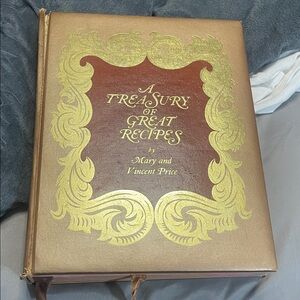 A
TREASURY
OF
GREAT
RECIPES
by
Mary and
Vincent Price